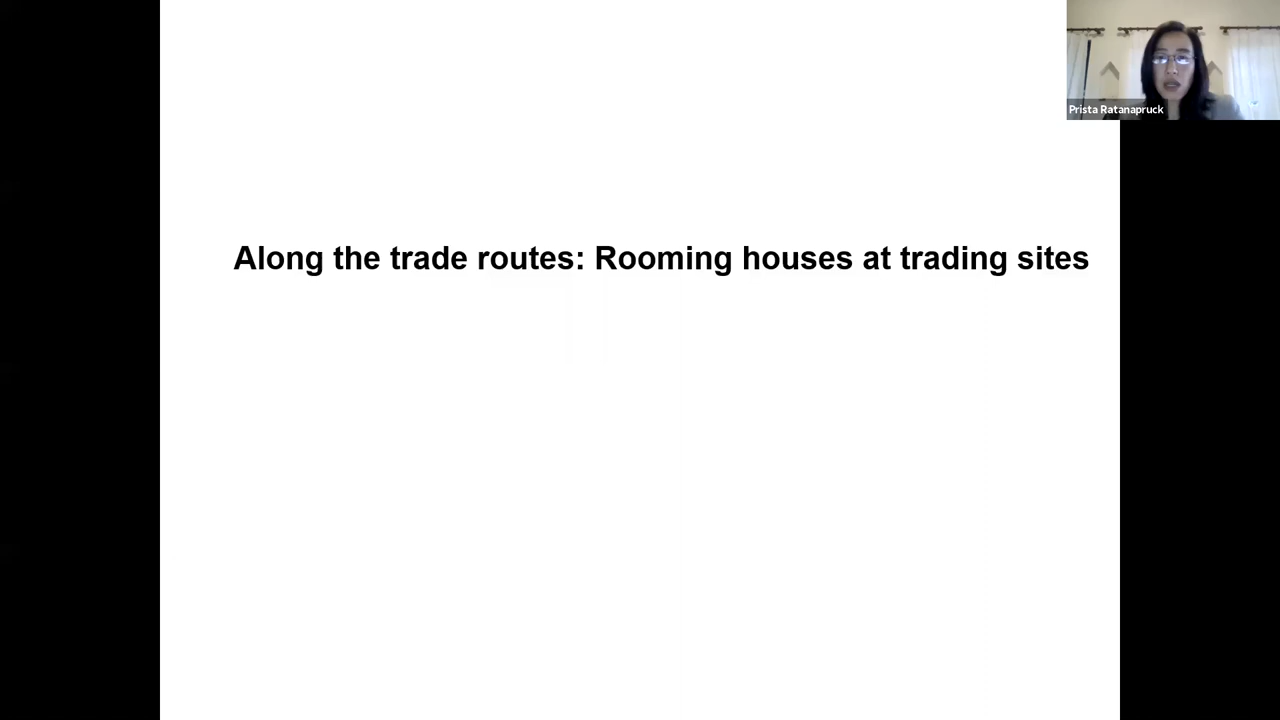 Prista Ratanapruck
Along the trade routes: Rooming houses at trading sites